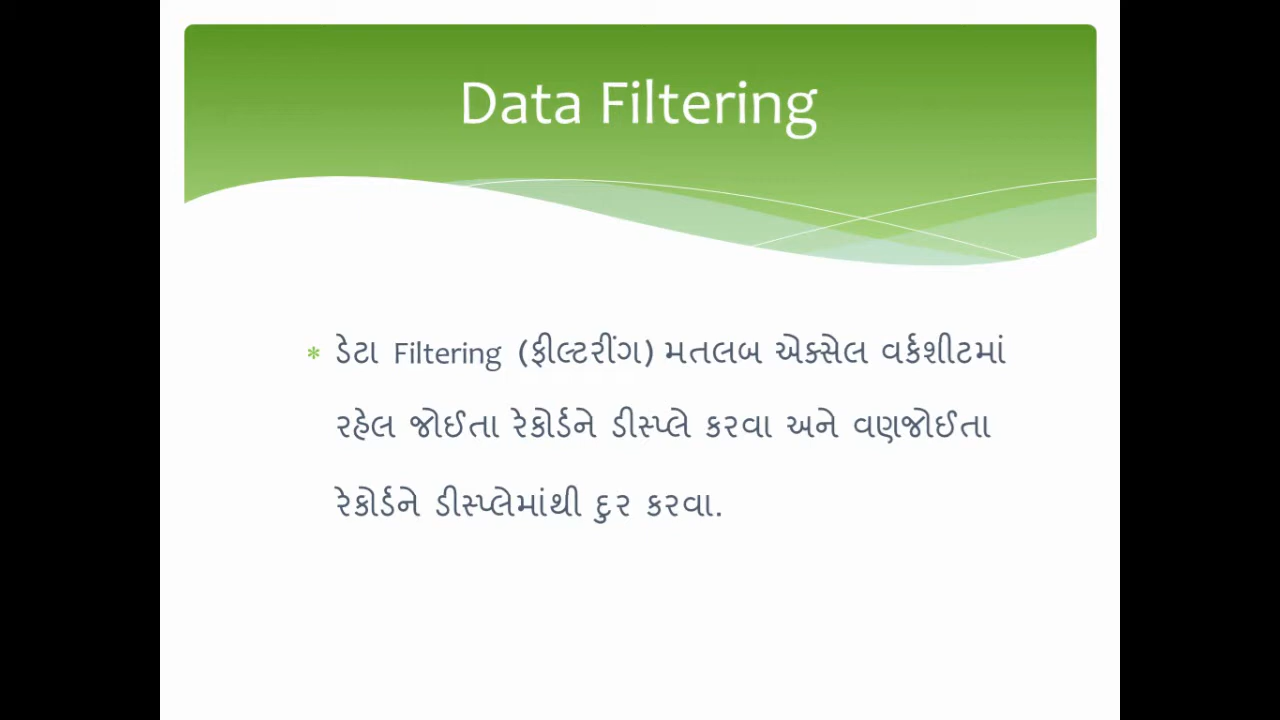 Data Filtering
* ડેટા Filtering (ફીલ્ટરીંગ) મતલબ એક્સેલ વર્કશીટમાં
રહેલ જોઈતા રેકોર્ડને ડીસ્પ્લે કરવા અને વણજોઈતા
રેકોર્ડને ડીસ્પ્લેમાંથી દુર કરવા.